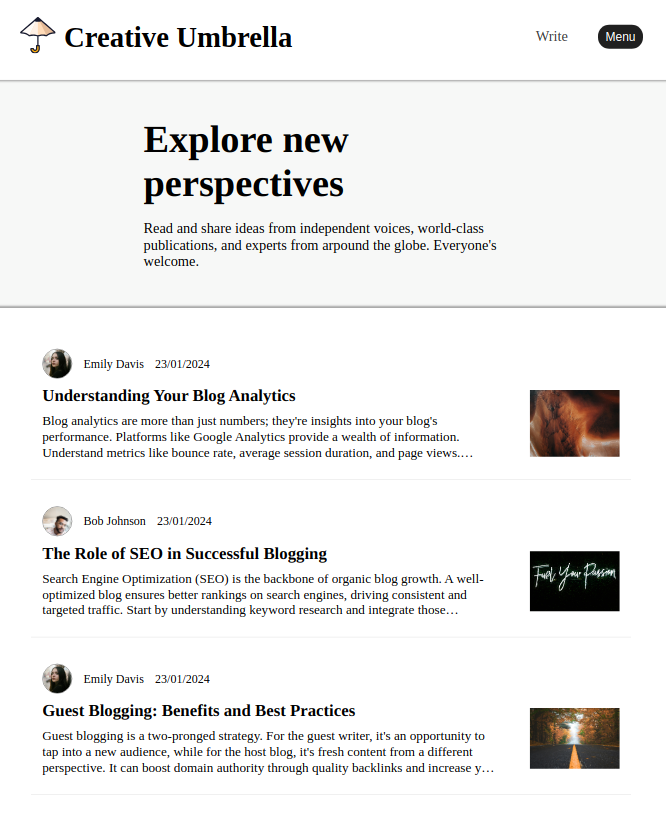 Creative Umbrella
Write
Menu
Explore new
perspectives
Read and share ideas from independent voices, world-class
publications, and experts from arpound the globe. Everyone's
welcome.
Emily Davis 23/01/2024
Understanding Your Blog Analytics
Blog analytics are more than just numbers; they're insights into your blog's
performance. Platforms like Google Analytics provide a wealth of information.
Understand metrics like bounce rate, average session duration, and page views.…
Bob Johnson 23/01/2024
The Role of SEO in Successful Blogging
Search Engine Optimization (SEO) is the backbone of organic blog growth. A well-
optimized blog ensures better rankings on search engines, driving consistent and
targeted traffic. Start by understanding keyword research and integrate those…
Fuel Your Passion
Emily Davis 23/01/2024
Guest Blogging: Benefits and Best Practices
Guest blogging is a two-pronged strategy. For the guest writer, it's an opportunity to
tap into a new audience, while for the host blog, it's fresh content from a different
perspective. It can boost domain authority through quality backlinks and increase y…